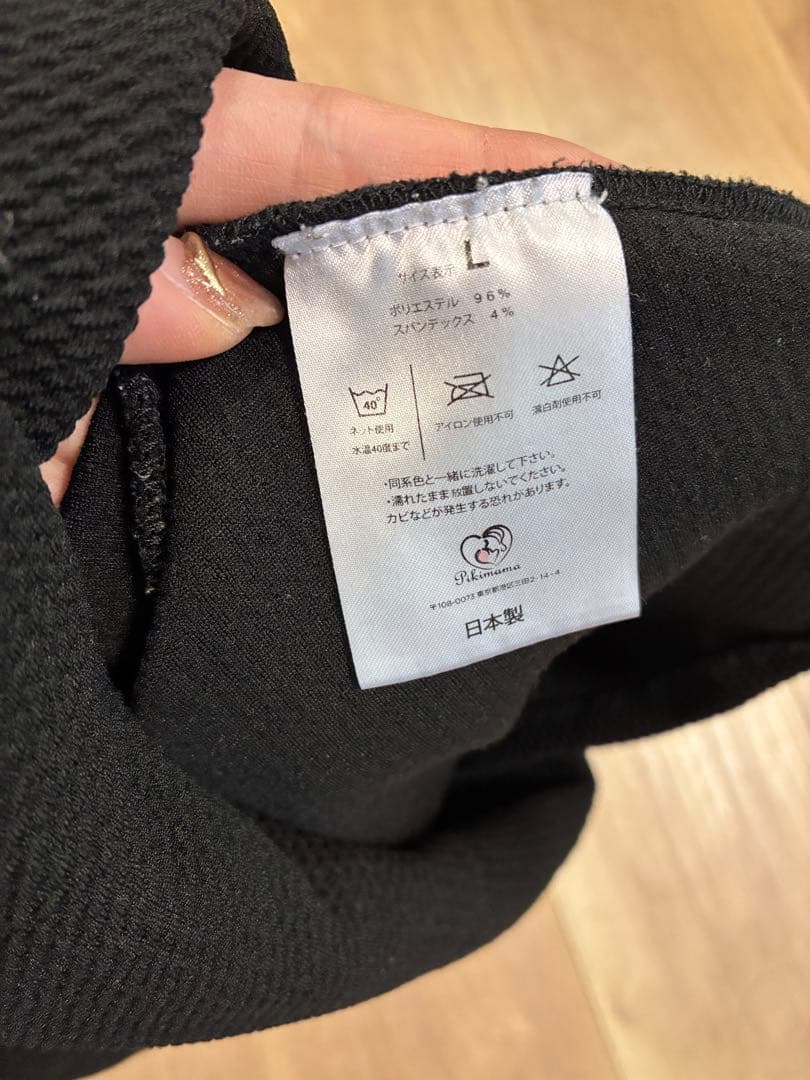 サイズ表示 L
ポリエステル 96%
スパンデックス 4%
40°
ネット使用
水温40度まで
アイロン使用不可
漂白剤使用不可
・同系色と一緒に洗濯して下さい。
・濡れたまま放置しないでください。
カビなどが発生する恐れがあります。
Pikimama
〒108-0073 東京都港区三田2-14-4
日本製